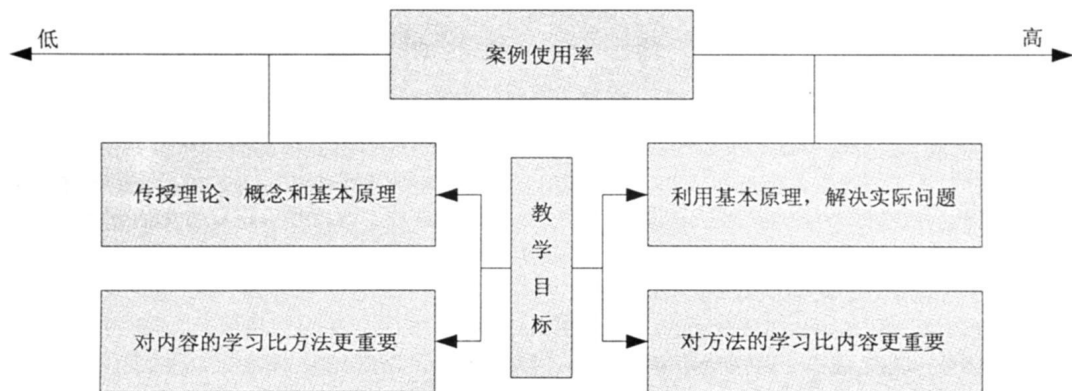 低
案例使用率
高
传授理论、概念和基本原理
教学目标
利用基本原理，解决实际问题
对内容的学习比方法更重要
对方法的学习比内容更重要